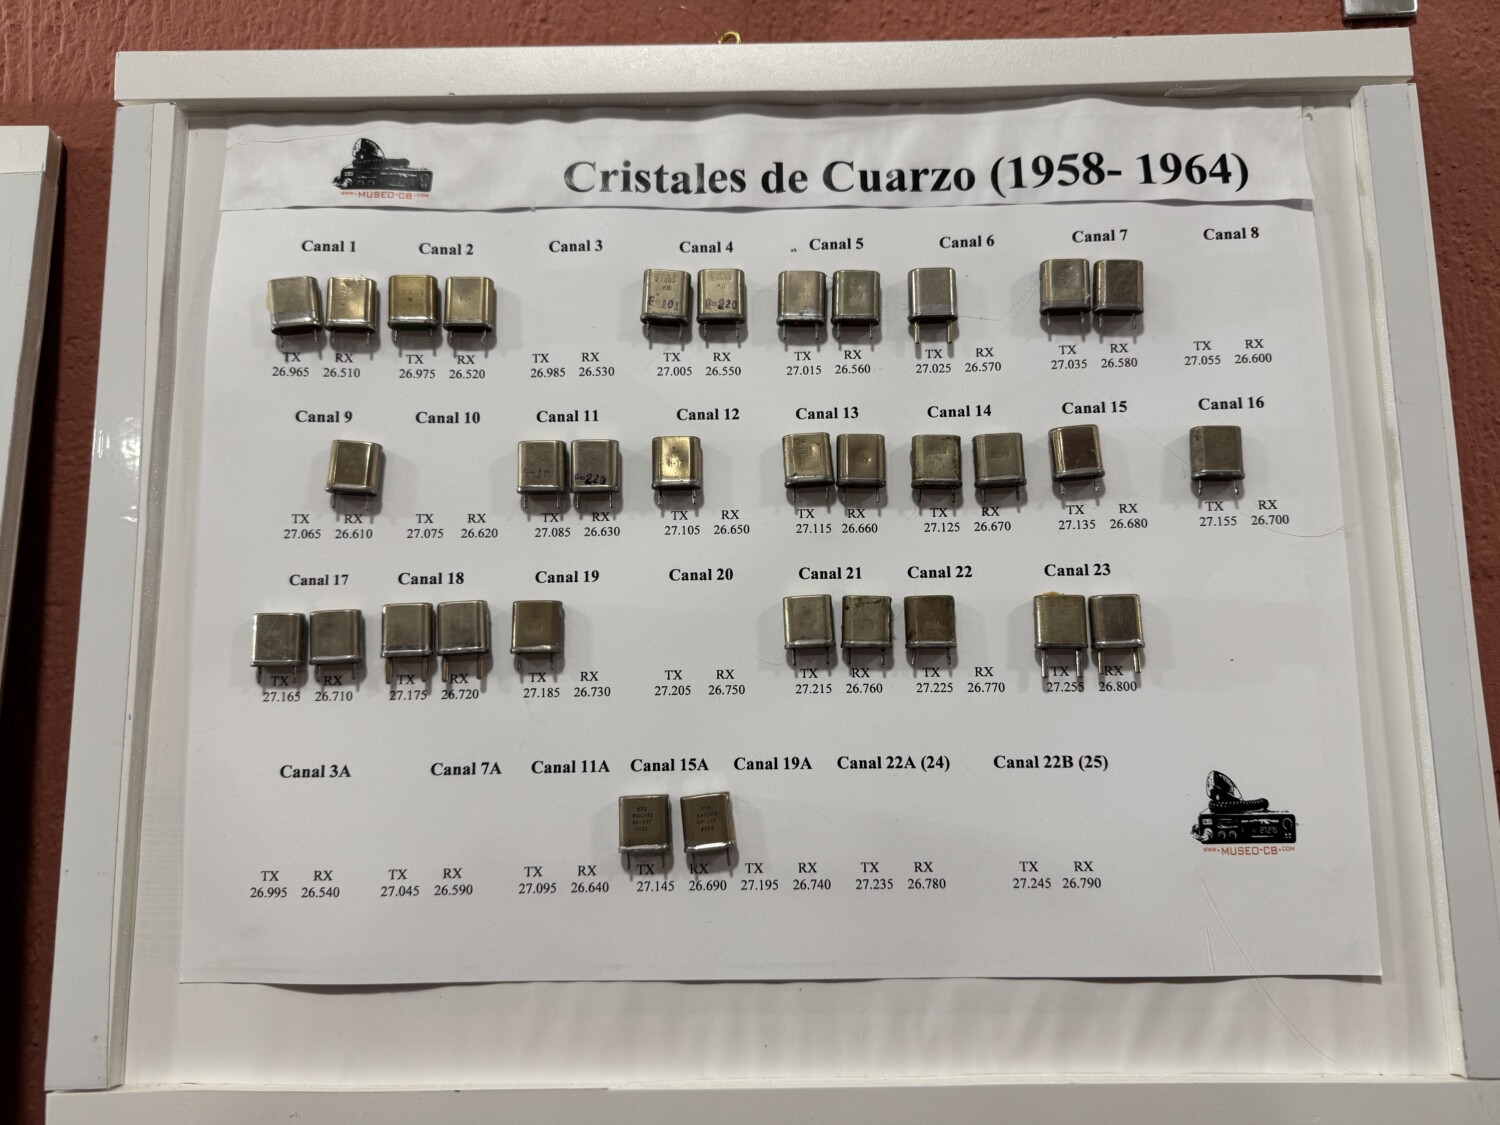 WWW.MUSEO-CB.COM
Cristales de Cuarzo (1958- 1964)
Canal 1 Canal 2 Canal 3 Canal 4 Canal 5 Canal 6 Canal 7 Canal 8
27005 AB E-201
AB E-220
TX RX TX RX TX RX TX RX TX RX TX RX TX RX TX RX
26.965 26.510 26.975 26.520 26.985 26.530 27.005 26.550 27.015 26.560 27.025 26.570 27.035 26.580 27.055 26.600
Canal 9 Canal 10 Canal 11 Canal 12 Canal 13 Canal 14 Canal 15 Canal 16
TX RX TX RX TX RX TX RX TX RX TX RX TX RX TX RX
27.065 26.610 27.075 26.620 27.085 26.630 27.105 26.650 27.115 26.660 27.125 26.670 27.135 26.680 27.155 26.700
Canal 17 Canal 18 Canal 19 Canal 20 Canal 21 Canal 22 Canal 23
TX RX TX RX TX RX TX RX TX RX TX RX TX RX
27.165 26.710 27.175 26.720 27.185 26.730 27.205 26.750 27.215 26.760 27.225 26.770 27.255 26.800
Canal 3A Canal 7A Canal 11A Canal 15A Canal 19A Canal 22A (24) Canal 22B (25)
TX RX TX RX TX RX TX RX TX RX TX RX TX RX
26.995 26.540 27.045 26.590 27.095 26.640 27.145 26.690 27.195 26.740 27.235 26.780 27.245 26.790
WWW.MUSEO-CB.COM